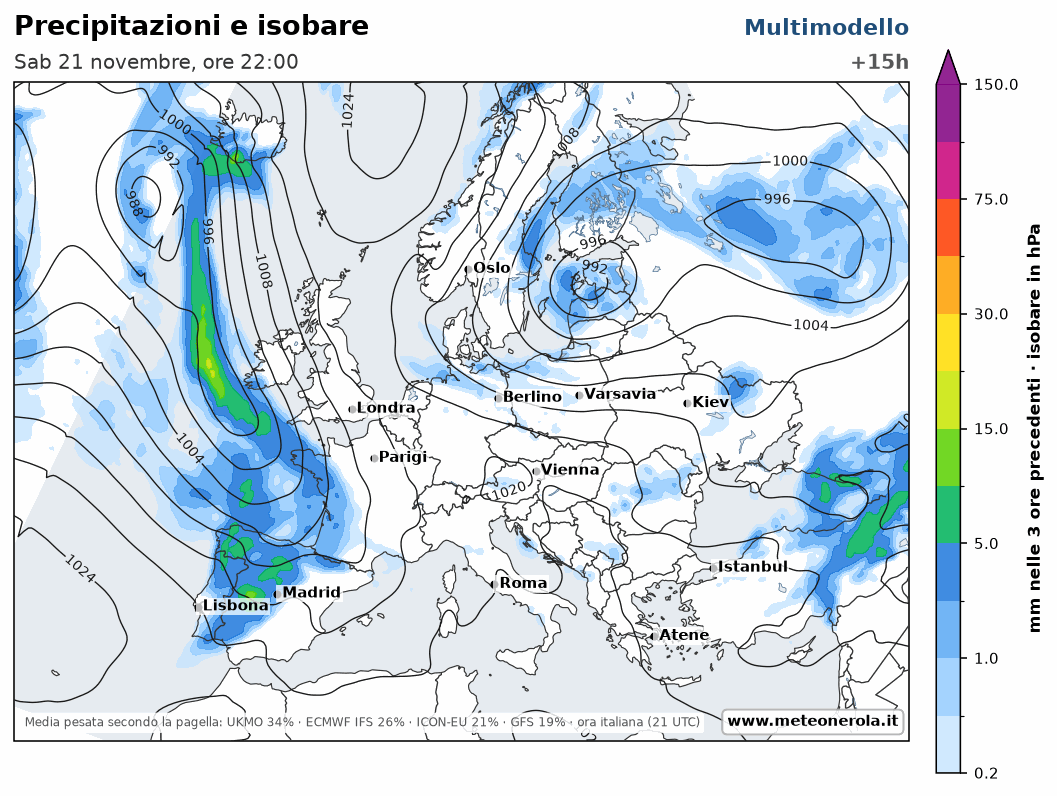 Precipitazioni e isobare
Multimodello
Sab 21 novembre, ore 22:00
+15h
1024
1000
992
988
996
1008
1008
1000
996
996
992
1004
1004
1020
1024
Oslo
Londra
Berlino
Varsavia
Kiev
Parigi
Vienna
Istanbul
Roma
Madrid
Lisbona
Atene
150.0
75.0
30.0
15.0
5.0
1.0
0.2
mm nelle 3 ore precedenti · isobare in hPa
Media pesata secondo la pagella: UKMO 34% · ECMWF IFS 26% · ICON-EU 21% · GFS 19% · ora italiana (21 UTC)
www.meteonerola.it